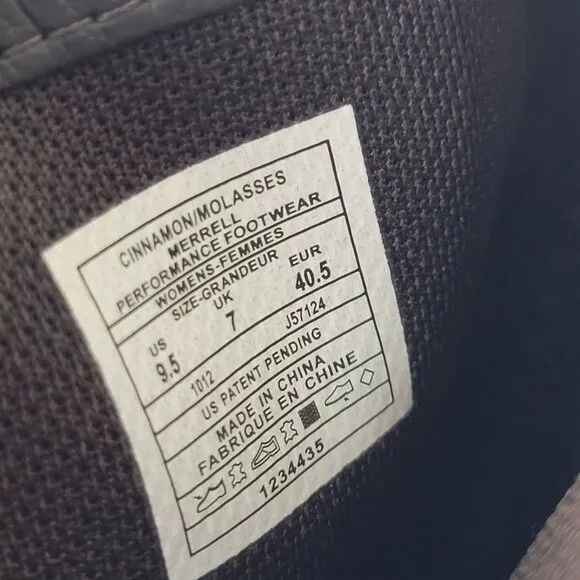 CINNAMON/MOLASSES
MERRELL
PERFORMANCE FOOTWEAR
WOMENS-FEMMES
SIZE-GRANDEUR
US UK EUR
9.5 7 40.5
1012 J57124
US PATENT PENDING
MADE IN CHINA
FABRIQUE EN CHINE
1234435